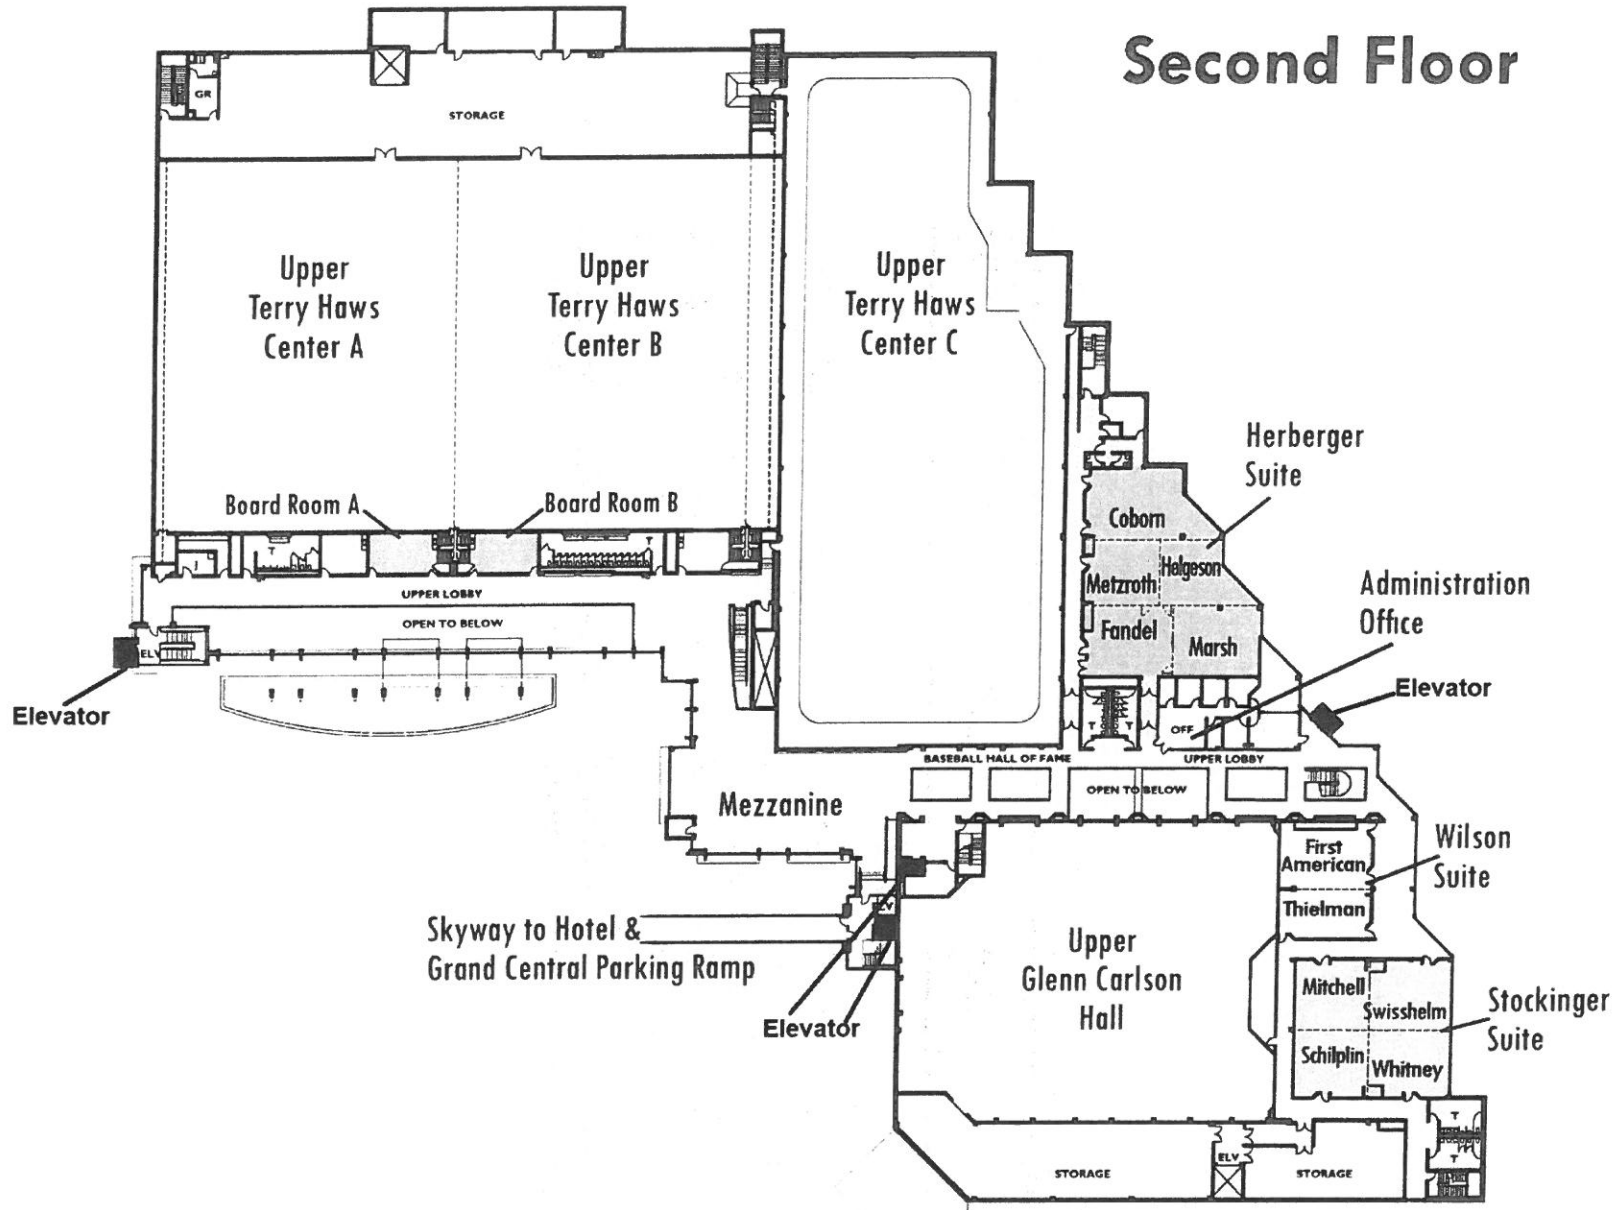 Second Floor
GR
STORAGE
Upper
Terry Haws
Center A
Upper
Terry Haws
Center B
Upper
Terry Haws
Center C
Herberger
Suite
Board Room A
Board Room B
Coborn
Metzroth
Helgeson
Fandel
Marsh
Administration
Office
T
T
J
UPPER LOBBY
OPEN TO BELOW
ELV
Elevator
Elevator
T
T
OFF
BASEBALL HALL OF FAME
UPPER LOBBY
OPEN TO BELOW
Mezzanine
First
American
Thielman
Wilson
Suite
Skyway to Hotel &
Grand Central Parking Ramp
Elevator
Upper
Glenn Carlson
Hall
Mitchell
Swisshelm
Schilplin
Whitney
Stockinger
Suite
STORAGE
ELV
STORAGE
T
T